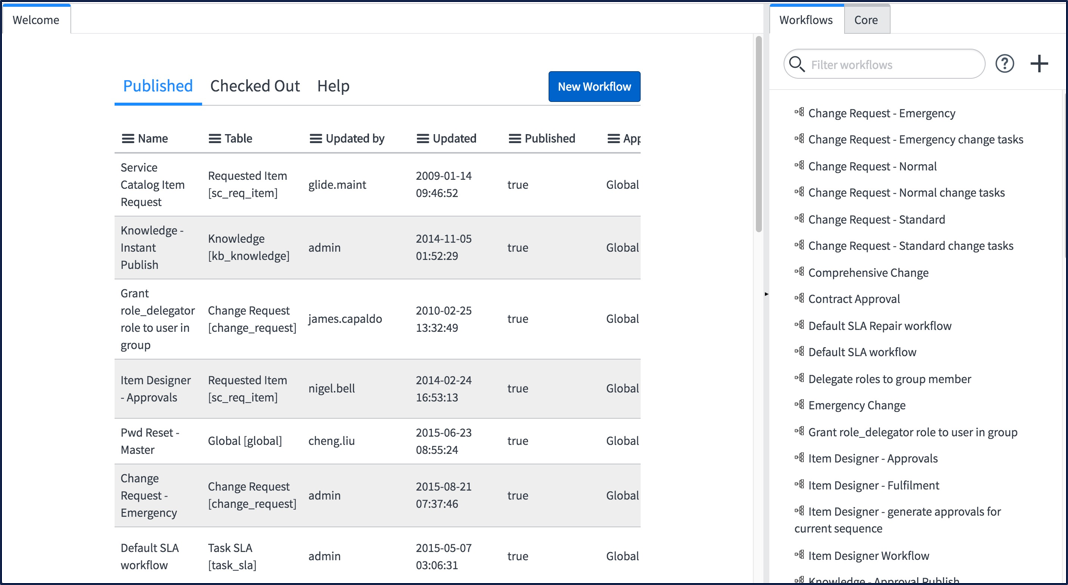 Welcome
Published Checked Out Help
New Workflow
Name Table Updated by Updated Published
Service
Catalog Item
Request
Requested Item
[sc_req_item]
glide.maint
2009-01-14
09:46:52
true
Global
Knowledge -
Instant
Publish
Knowledge
[kb_knowledge]
admin
2014-11-05
01:52:29
true
Global
Grant
role_delegator
role to user in
group
Change Request
[change_request]
james.capaldo
2010-02-25
13:32:49
true
Global
Item Designer
- Approvals
Requested Item
[sc_req_item]
nigel.bell
2014-02-24
16:53:13
true
Global
Pwd Reset -
Master
Global [global]
cheng.liu
2015-06-23
08:55:24
true
Global
Change
Request -
Emergency
Change Request
[change_request]
admin
2015-08-21
07:37:46
true
Global
Default SLA
workflow
Task SLA
[task_sla]
admin
2015-05-07
03:06:31
true
Global
Workflows Core
Filter workflows
Change Request - Emergency
Change Request - Emergency change tasks
Change Request - Normal
Change Request - Normal change tasks
Change Request - Standard
Change Request - Standard change tasks
Comprehensive Change
Contract Approval
Default SLA Repair workflow
Default SLA workflow
Delegate roles to group member
Emergency Change
Grant role_delegator role to user in group
Item Designer - Approvals
Item Designer - Fulfilment
Item Designer - generate approvals for
current sequence
Item Designer Workflow
Knowledge - Approval Publish